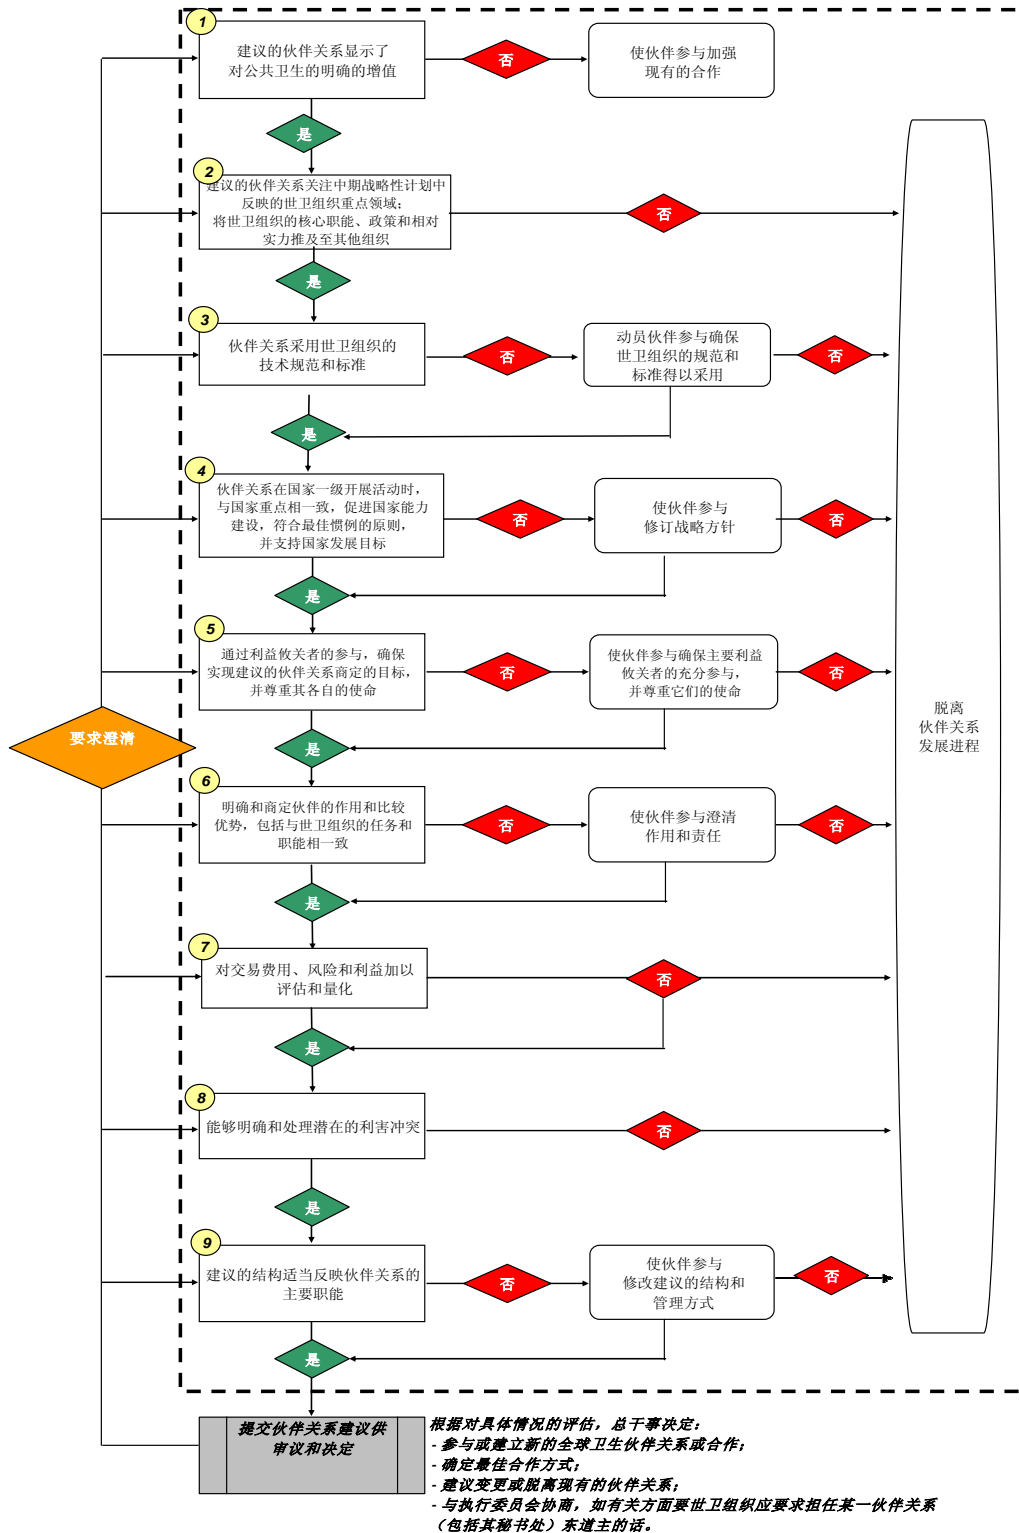 1
建议的伙伴关系显示了
对公共卫生的明确的增值
否
使伙伴参与加强
现有的合作
是
2
建议的伙伴关系关注中期战略性计划中
反映的世卫组织重点领域；
将世卫组织的核心职能、政策和相对
实力推及至其他组织
否
是
3
伙伴关系采用世卫组织的
技术规范和标准
否
动员伙伴参与确保
世卫组织的规范和
标准得以采用
否
是
4
伙伴关系在国家一级开展活动时，
与国家重点相一致，促进国家能力
建设，符合最佳惯例的原则，
并支持国家发展目标
否
使伙伴参与
修订战略方针
否
是
5
通过利益攸关者的参与，确保
实现建议的伙伴关系商定的目标，
并尊重其各自的使命
否
使伙伴参与确保主要利益
攸关者的充分参与，
并尊重它们的使命
否
脱离
伙伴关系
发展进程
要求澄清
是
6
明确和商定伙伴的作用和比较
优势，包括与世卫组织的任务和
职能相一致
否
使伙伴参与澄清
作用和责任
否
是
7
对交易费用、风险和利益加以
评估和量化
否
是
8
能够明确和处理潜在的利害冲突
否
是
9
建议的结构适当反映伙伴关系的
主要职能
否
使伙伴参与
修改建议的结构和
管理方式
否
是
提交伙伴关系建议供
审议和决定
根据对具体情况的评估，总干事决定：
- 参与或建立新的全球卫生伙伴关系或合作；
- 确定最佳合作方式；
- 建议变更或脱离现有的伙伴关系；
- 与执行委员会协商，如有关方面要世卫组织应要求担任某一伙伴关系
（包括其秘书处）东道主的话。